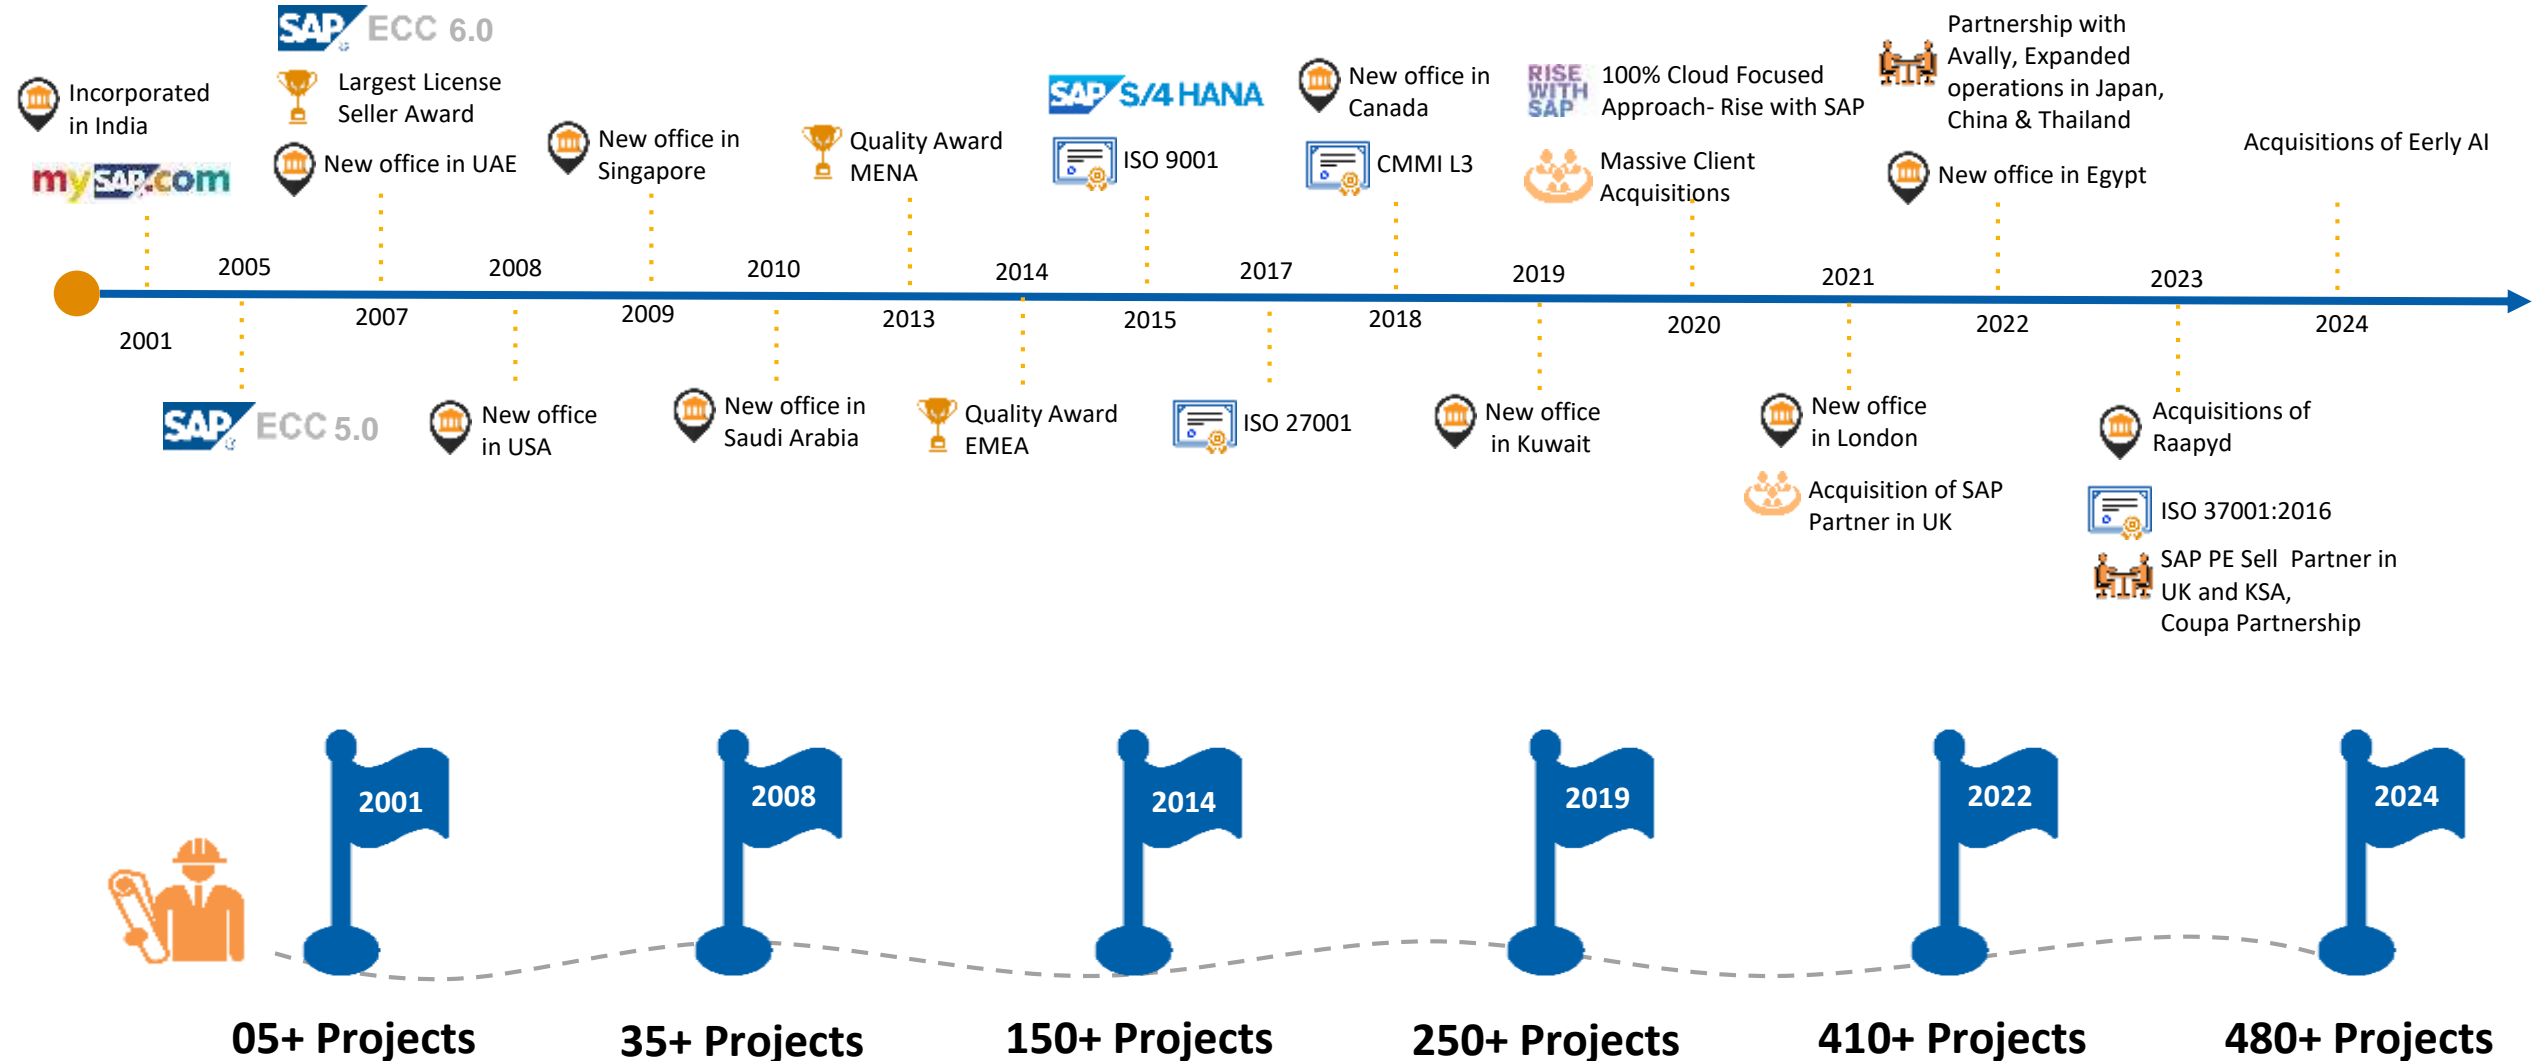 SAP ECC 6.0
Incorporated
in India
mySAP.com
Largest License
Seller Award
New office in UAE
New office in
Singapore
Quality Award
MENA
SAP S/4HANA
ISO 9001
New office in
Canada
CMMI L3
RISE
WITH
SAP
100% Cloud Focused
Approach- Rise with SAP
Massive Client
Acquisitions
Partnership with
Avally, Expanded
operations in Japan,
China & Thailand
New office in Egypt
Acquisitions of Eerly AI
2005
2008
2010
2014
2017
2019
2021
2023
2001
2007
2009
2013
2015
2018
2020
2022
2024
SAP ECC 5.0
New office
in USA
New office in
Saudi Arabia
Quality Award
EMEA
ISO 27001
New office
in Kuwait
New office
in London
Acquisition of SAP
Partner in UK
Acquisitions of
Raapyd
ISO 37001:2016
SAP PE Sell  Partner in
UK and KSA,
Coupa Partnership
2001
2008
2014
2019
2022
2024
05+ Projects
35+ Projects
150+ Projects
250+ Projects
410+ Projects
480+ Projects